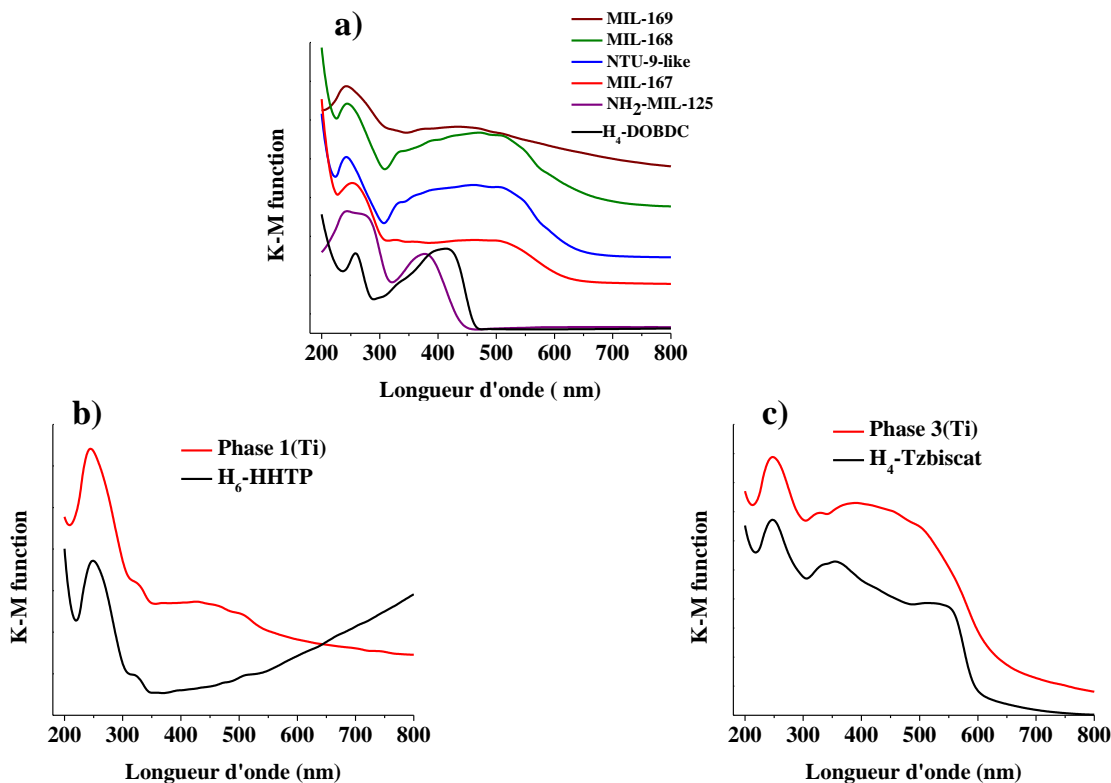 a)
MIL-169
MIL-168
NTU-9-like
MIL-167
NH2-MIL-125
H4-DOBDC
K-M function
200 300 400 500 600 700 800
Longueur d'onde ( nm)
b)
Phase 1(Ti)
H6-HHTP
K-M function
200 300 400 500 600 700 800
Longueur d'onde (nm)
c)
Phase 3(Ti)
H4-Tzbiscat
K-M function
200 300 400 500 600 700 800
Longueur d'onde (nm)